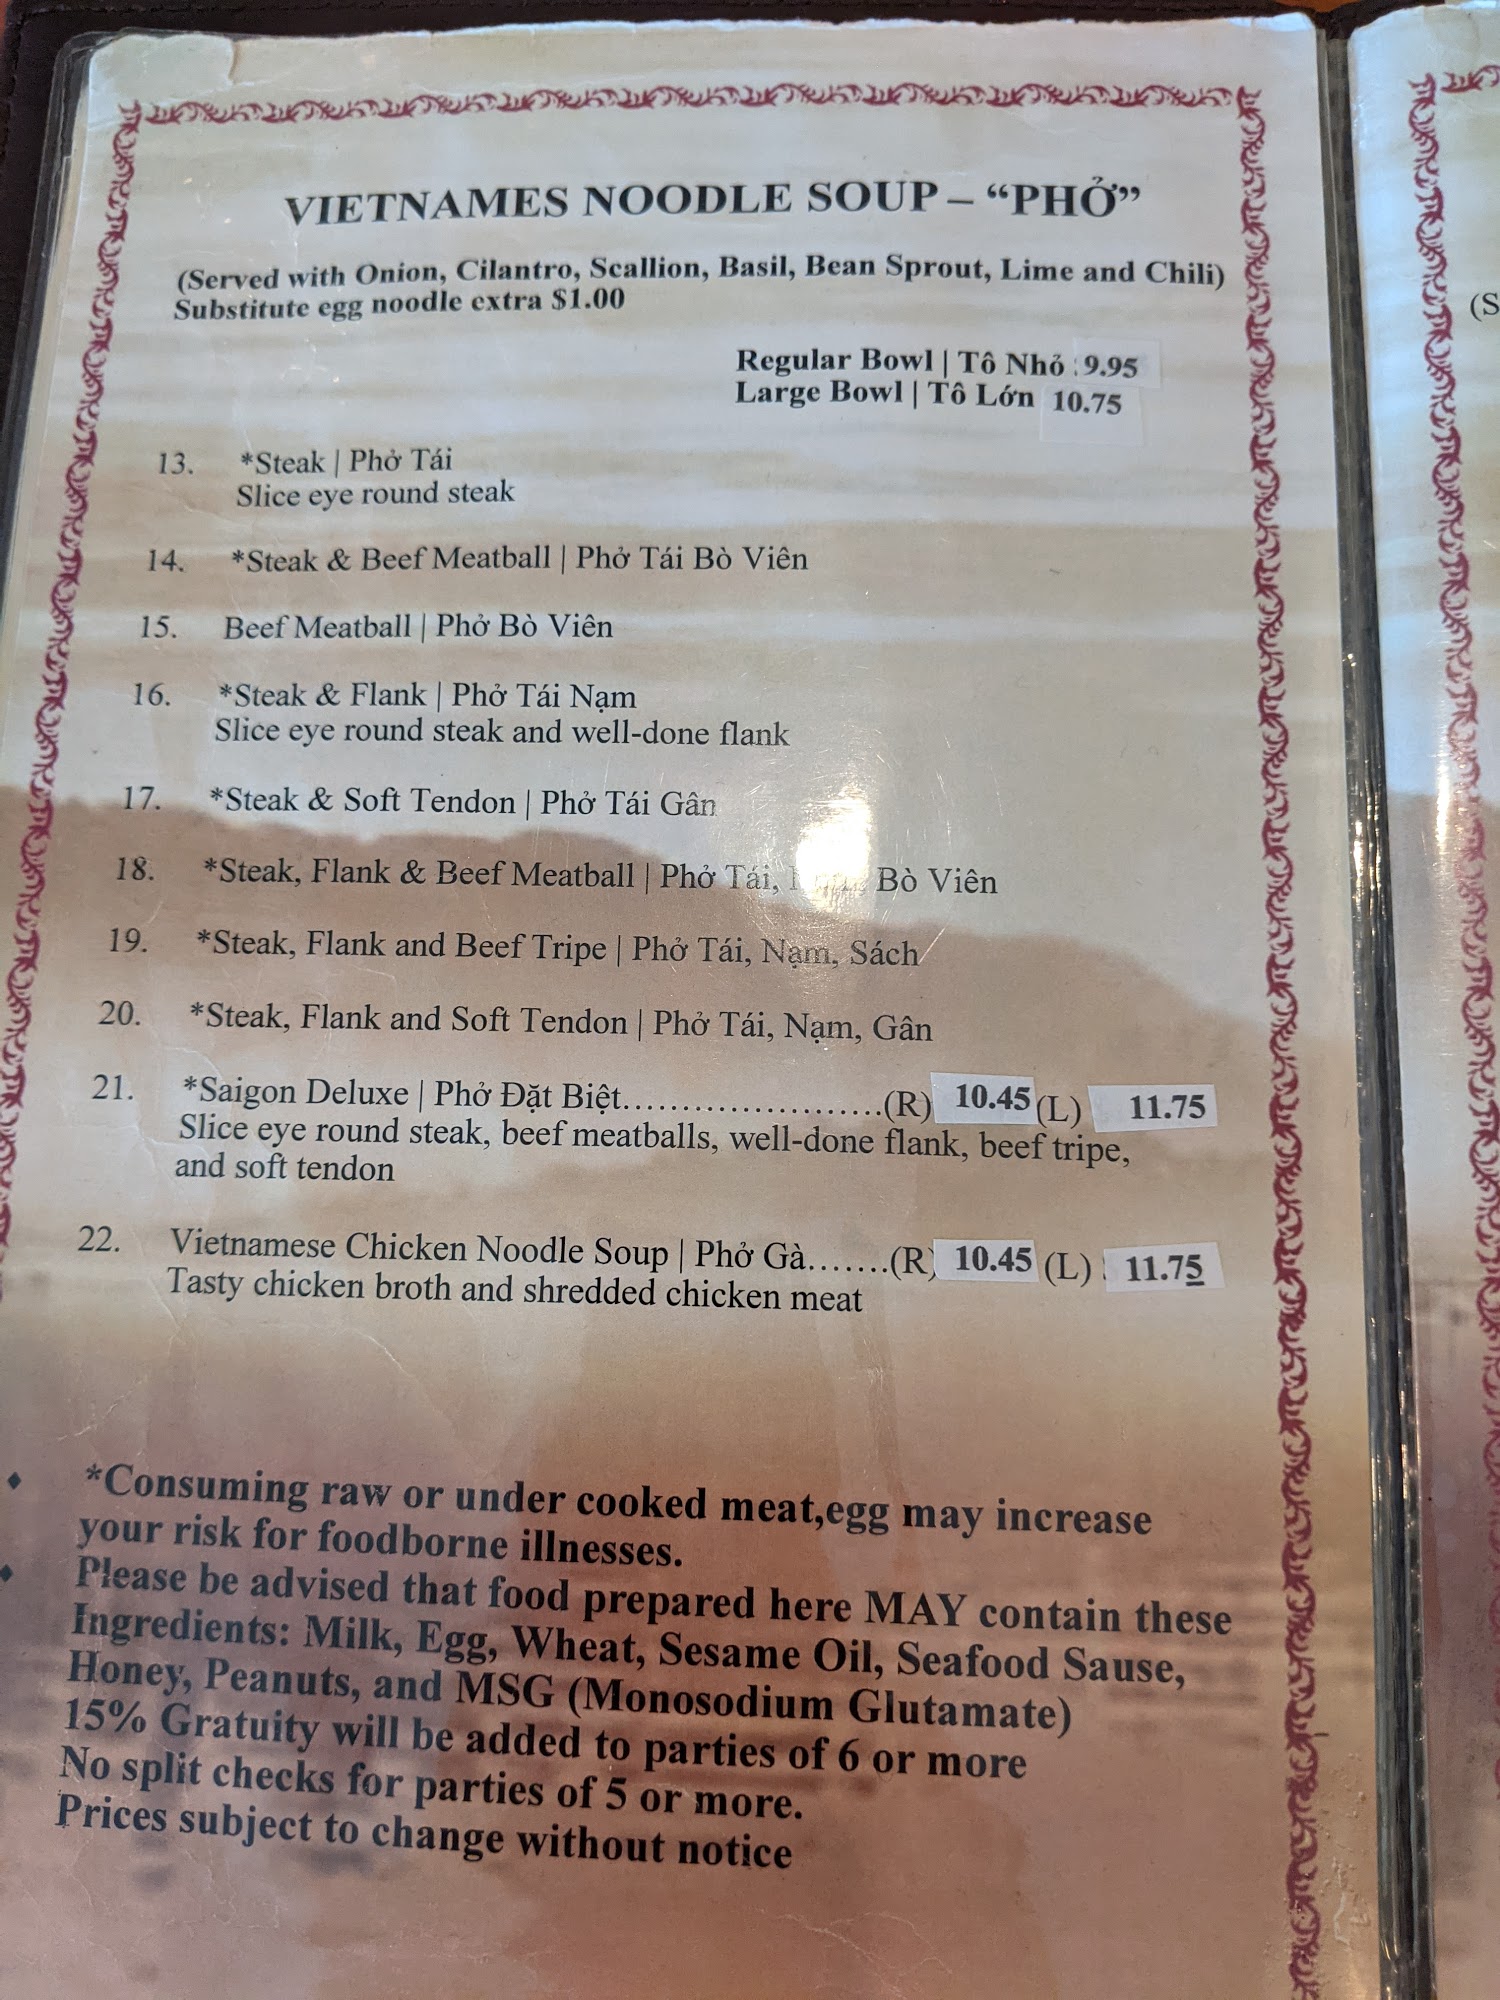 VIETNAMES NOODLE SOUP – “PHỞ”
(Served with Onion, Cilantro, Scallion, Basil, Bean Sprout, Lime and Chili)
Substitute egg noodle extra $1.00
Regular Bowl | Tô Nhỏ 9.95
Large Bowl | Tô Lớn 10.75
13. *Steak | Phở Tái
Slice eye round steak
14. *Steak & Beef Meatball | Phở Tái Bò Viên
15. Beef Meatball | Phở Bò Viên
16. *Steak & Flank | Phở Tái Nạm
Slice eye round steak and well-done flank
17. *Steak & Soft Tendon | Phở Tái Gân
18. *Steak, Flank & Beef Meatball | Phở Tái, Bò Viên
19. *Steak, Flank and Beef Tripe | Phở Tái, Nạm, Sách
20. *Steak, Flank and Soft Tendon | Phở Tái, Nạm, Gân
21. *Saigon Deluxe | Phở Đặt Biệt......................(R) 10.45 (L) 11.75
Slice eye round steak, beef meatballs, well-done flank, beef tripe,
and soft tendon
22. Vietnamese Chicken Noodle Soup | Phở Gà.......(R) 10.45 (L) 11.75
Tasty chicken broth and shredded chicken meat
♦ *Consuming raw or under cooked meat,egg may increase
your risk for foodborne illnesses.
♦ Please be advised that food prepared here MAY contain these
Ingredients: Milk, Egg, Wheat, Sesame Oil, Seafood Sause,
Honey, Peanuts, and MSG (Monosodium Glutamate)
15% Gratuity will be added to parties of 6 or more
No split checks for parties of 5 or more.
Prices subject to change without notice
(S